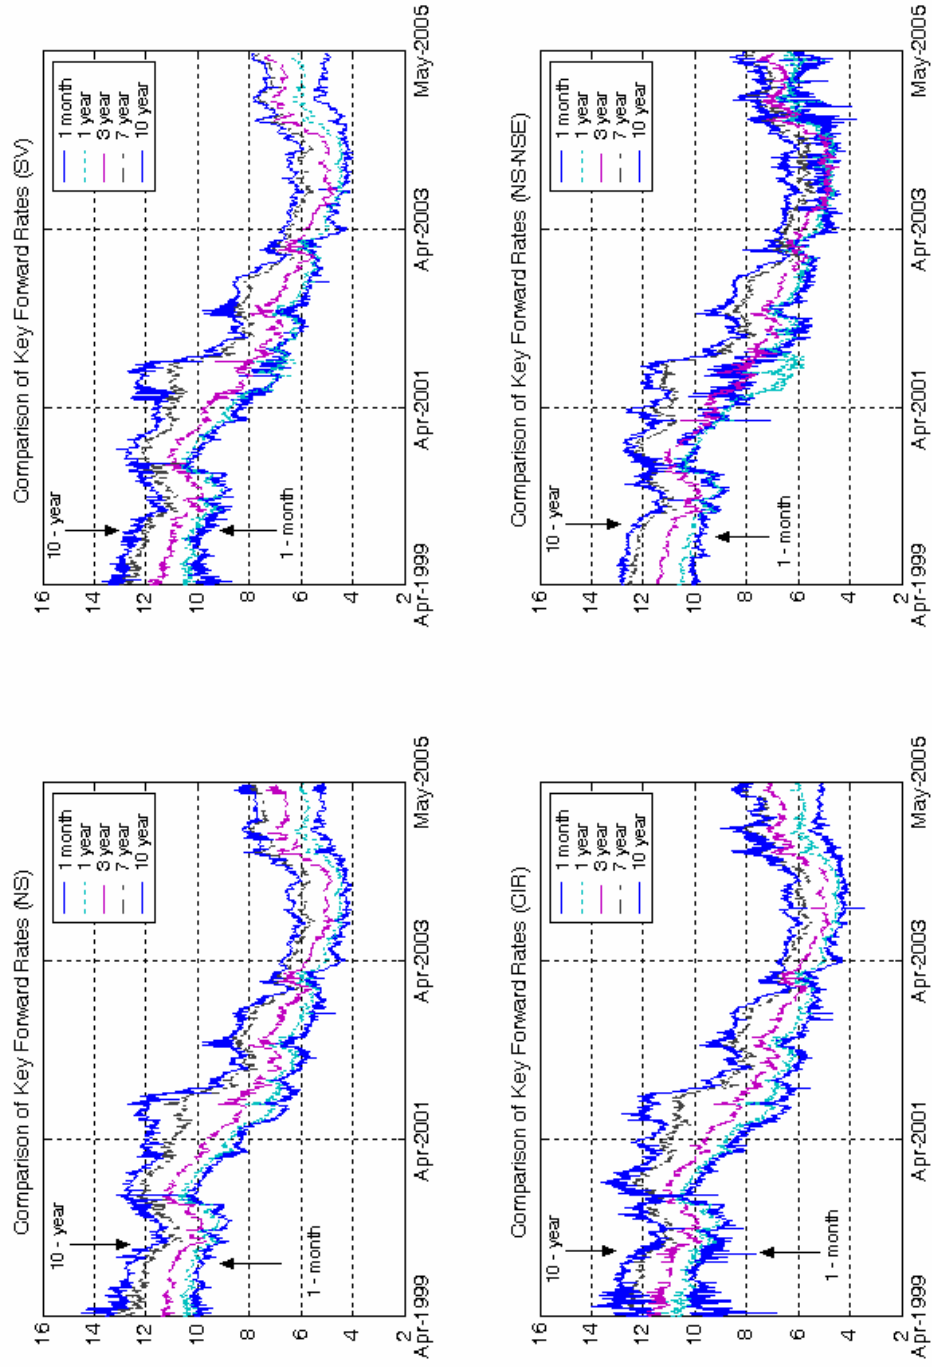 Comparison of Key Forward Rates (NS)
16
14
12
10
8
6
4
2
Apr-1999
Apr-2001
Apr-2003
May-2005
10 - year
1 - month
1 month
1 year
3 year
7 year
10 year
Comparison of Key Forward Rates (SV)
16
14
12
10
8
6
4
2
Apr-1999
Apr-2001
Apr-2003
May-2005
10 - year
1 - month
1 month
1 year
3 year
7 year
10 year
Comparison of Key Forward Rates (CIR)
16
14
12
10
8
6
4
2
Apr-1999
Apr-2001
Apr-2003
May-2005
10 - year
1 - month
1 month
1 year
3 year
7 year
10 year
Comparison of Key Forward Rates (NS-NSE)
16
14
12
10
8
6
4
2
Apr-1999
Apr-2001
Apr-2003
May-2005
10 - year
1 - month
1 month
1 year
3 year
7 year
10 year